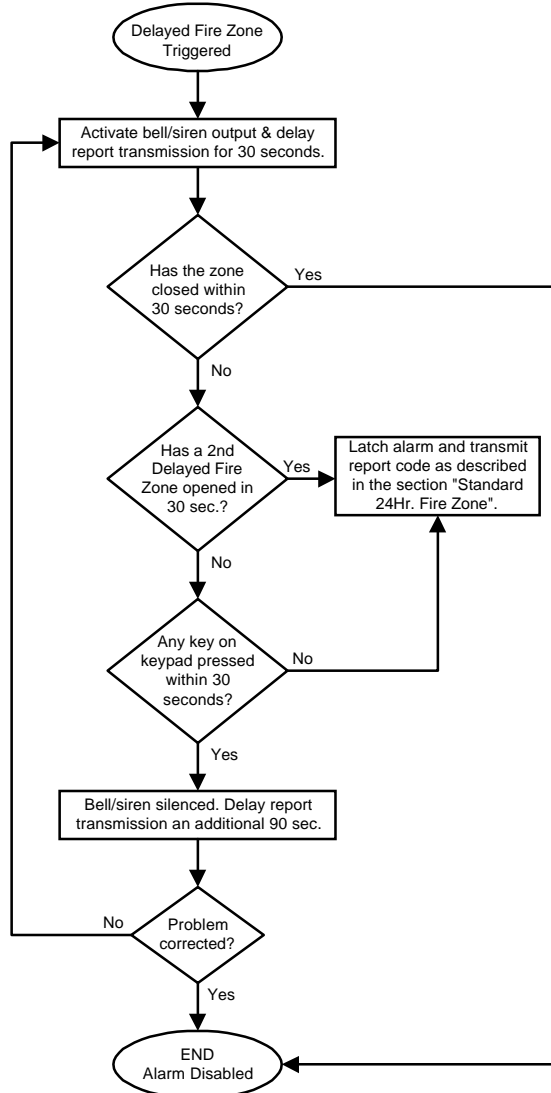 Delayed Fire Zone
Triggered
Activate bell/siren output & delay
report transmission for 30 seconds.
Has the zone
closed within
30 seconds?
Yes
No
Has a 2nd
Delayed Fire
Zone opened in
30 sec.?
Yes
Latch alarm and transmit
report code as described
in the section "Standard
24Hr. Fire Zone".
No
Any key on
keypad pressed
within 30
seconds?
No
Yes
Bell/siren silenced. Delay report
transmission an additional 90 sec.
No
Problem
corrected?
Yes
END
Alarm Disabled